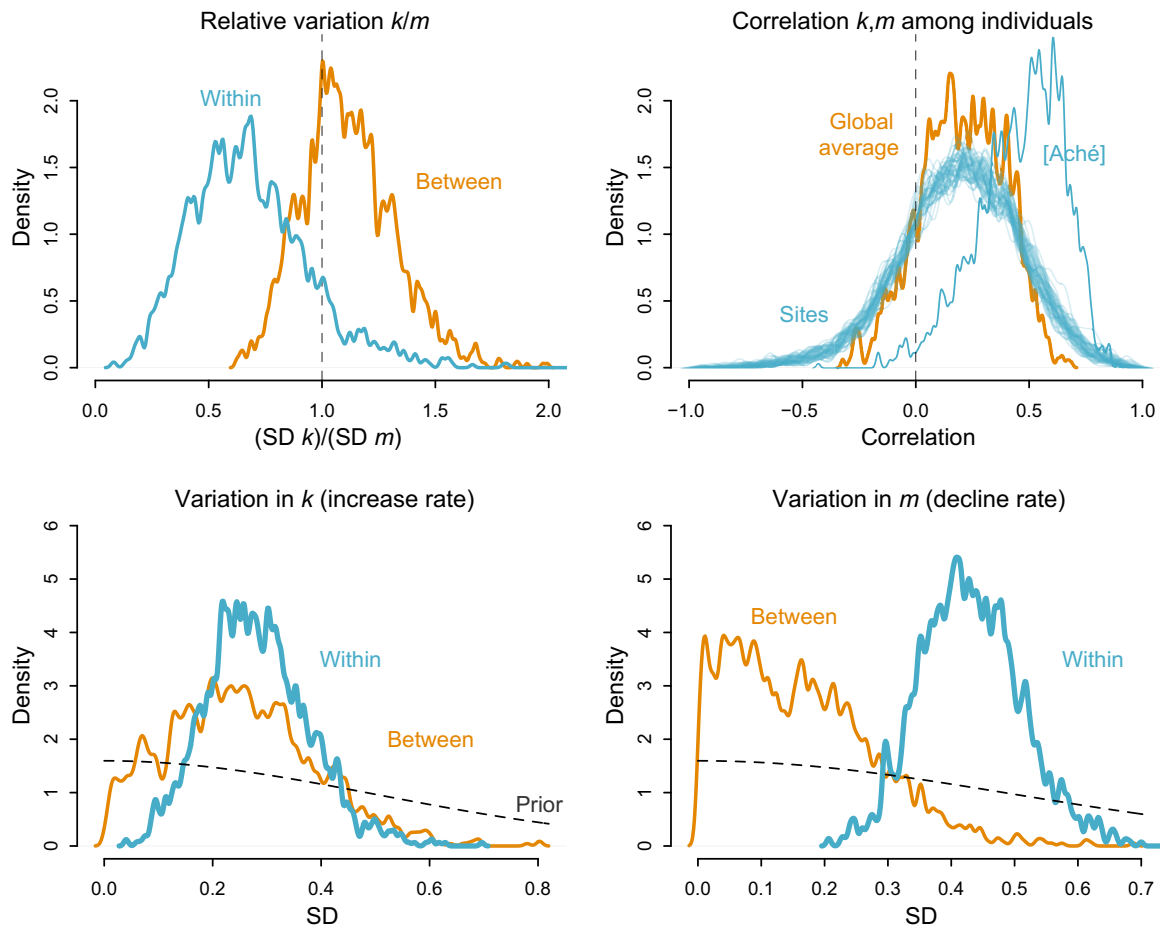 Relative variation k/m
Density
0.0 0.5 1.0 1.5 2.0
Within
Between
0.0 0.5 1.0 1.5 2.0
(SD k)/(SD m)
Correlation k,m among individuals
Density
0.0 0.5 1.0 1.5 2.0
Global
average
[Aché]
Sites
−1.0 −0.5 0.0 0.5 1.0
Correlation
Variation in k (increase rate)
Density
0 1 2 3 4 5 6
Within
Between
Prior
0.0 0.2 0.4 0.6 0.8
SD
Variation in m (decline rate)
Density
0 1 2 3 4 5 6
Between
Within
0.0 0.1 0.2 0.3 0.4 0.5 0.6 0.7
SD